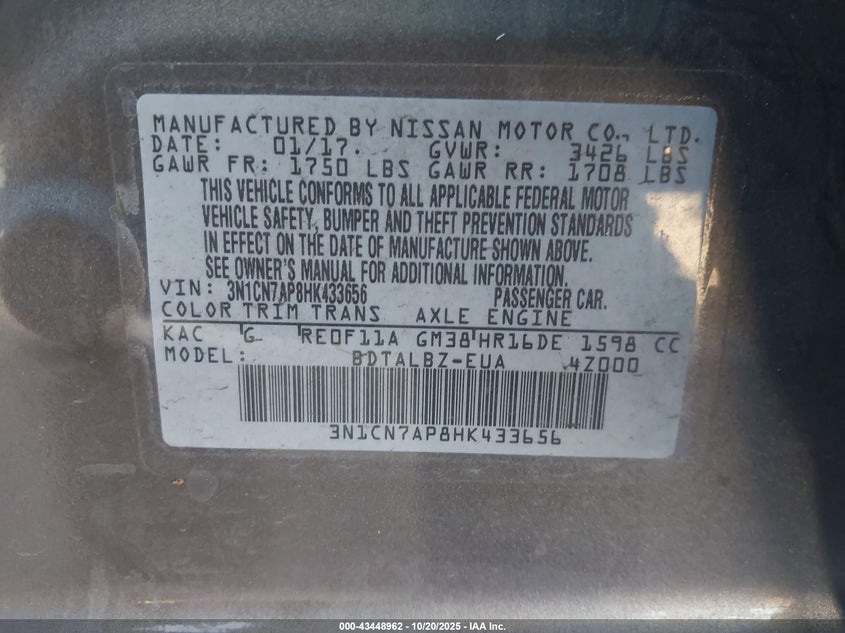 MANUFACTURED BY NISSAN MOTOR CO., LTD.
DATE: 01/17. GVWR: 3426 LBS
GAWR FR: 1750 LBS GAWR RR: 1708 LBS
THIS VEHICLE CONFORMS TO ALL APPLICABLE FEDERAL MOTOR
VEHICLE SAFETY, BUMPER AND THEFT PREVENTION STANDARDS
IN EFFECT ON THE DATE OF MANUFACTURE SHOWN ABOVE.
SEE OWNER'S MANUAL FOR ADDITIONAL INFORMATION.
VIN: 3N1CN7AP8HK433656 PASSENGER CAR.
COLOR TRIM TRANS AXLE ENGINE
KAC G RE0F11A GM38 HR16DE 1598 CC
MODEL: BDTALBZ-EUA 4Z000
3N1CN7AP8HK433656
000-43448962 - 10/20/2025 - IAA Inc.